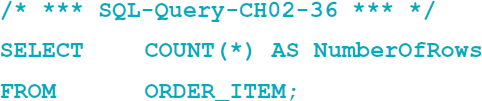 /* *** SQL-Query-CH02-36 *** */
SELECT COUNT(*) AS NumberOfRows
FROM ORDER_ITEM;